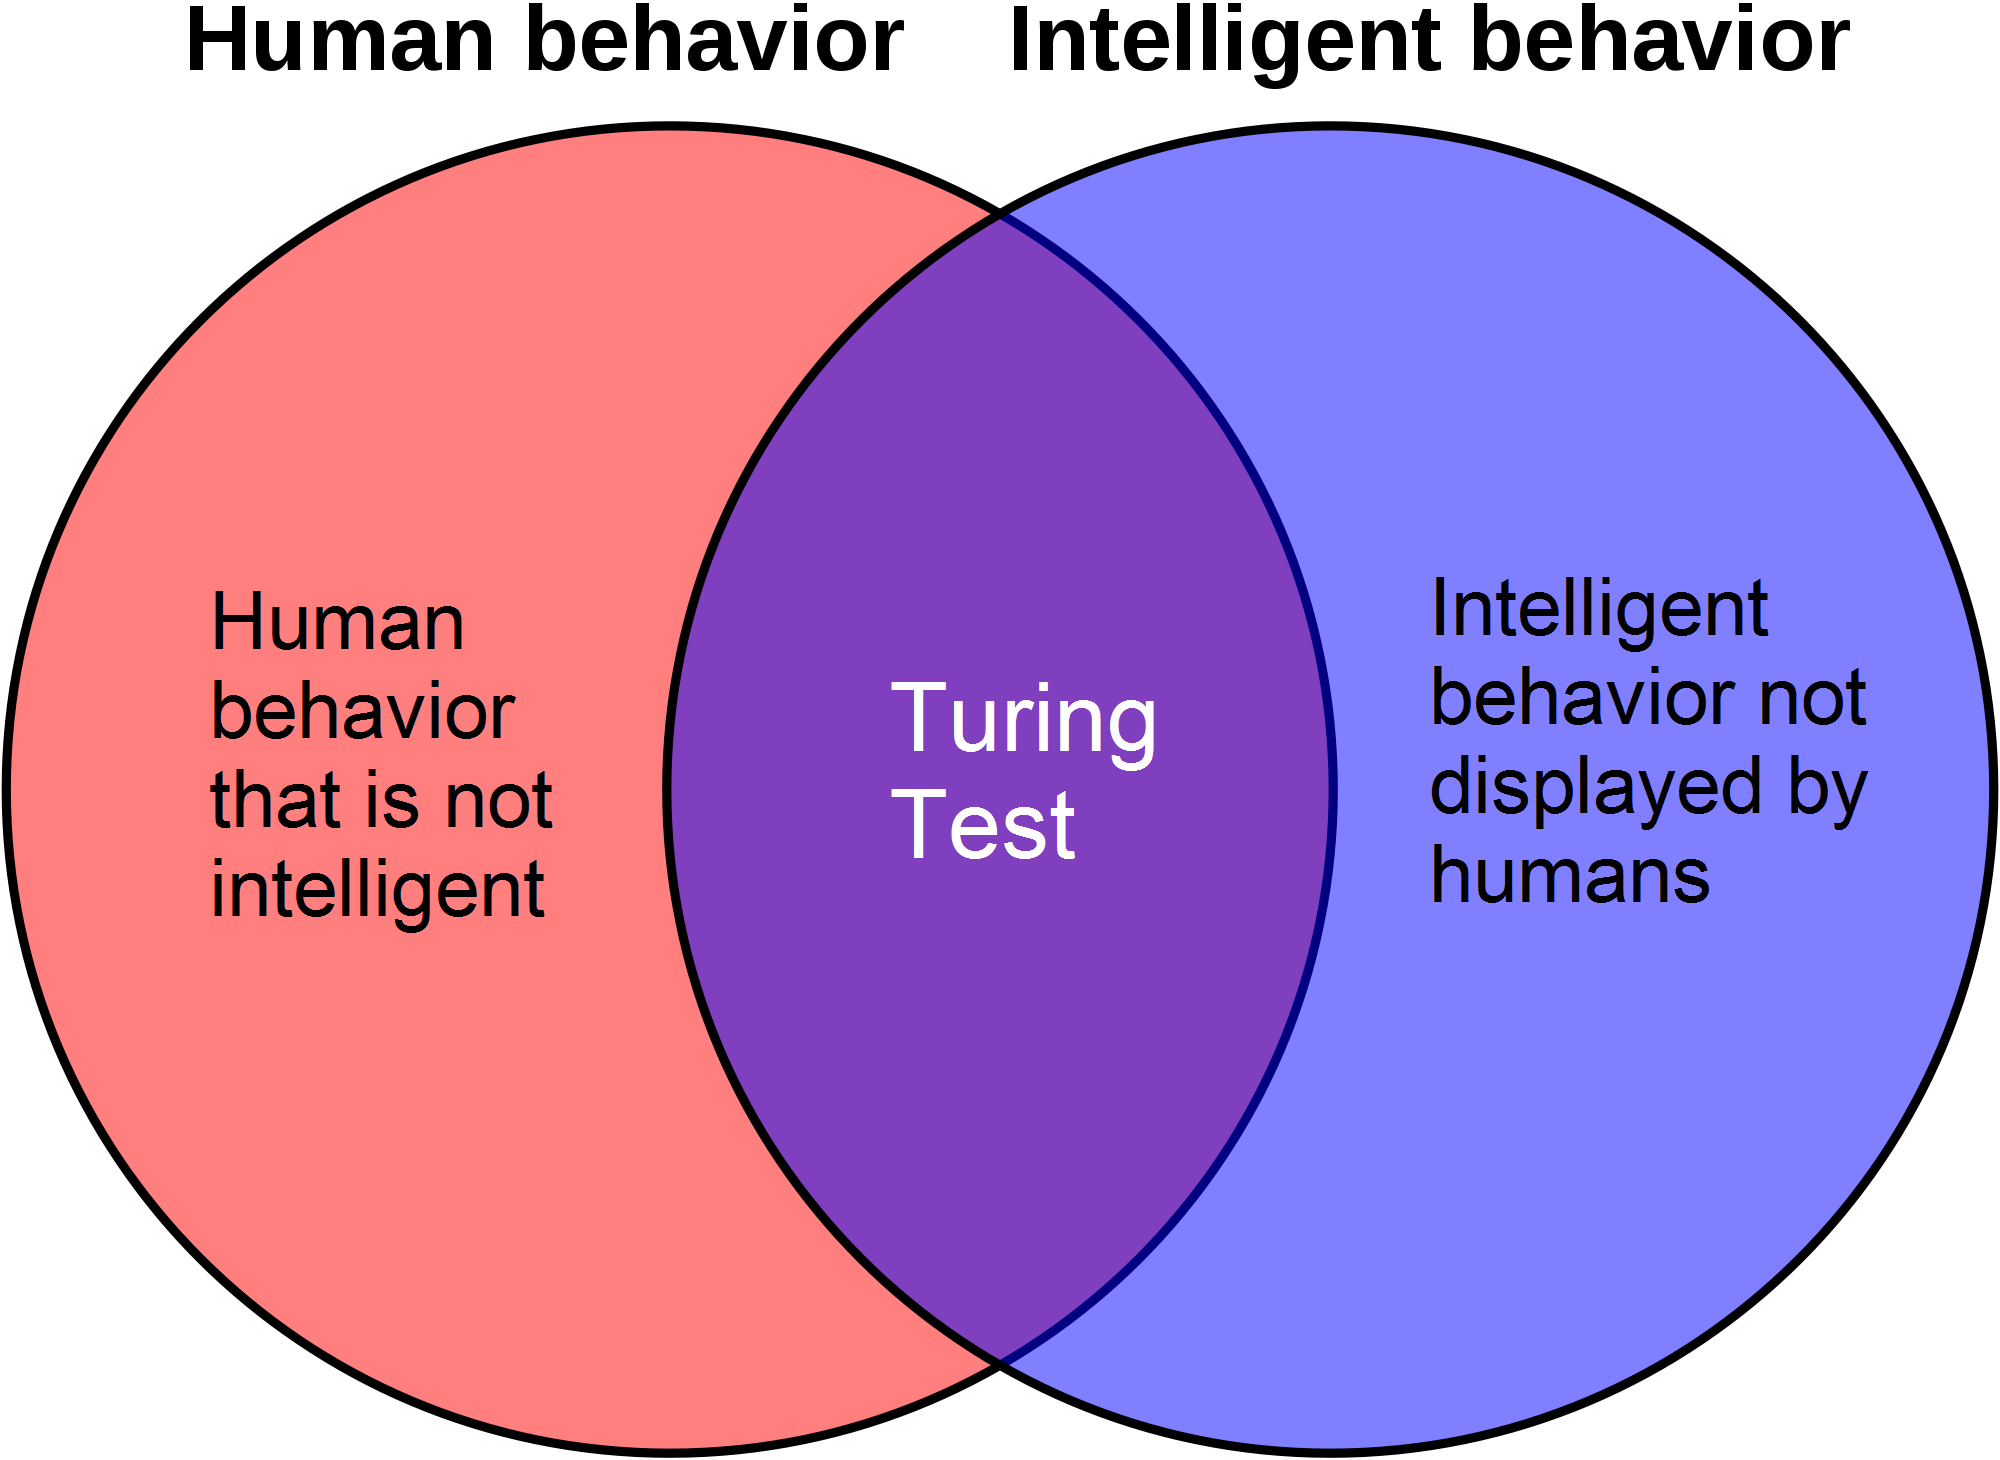 Human behavior
Intelligent behavior
Human
behavior
that is not
intelligent
Turing
Test
Intelligent
behavior not
displayed by
humans